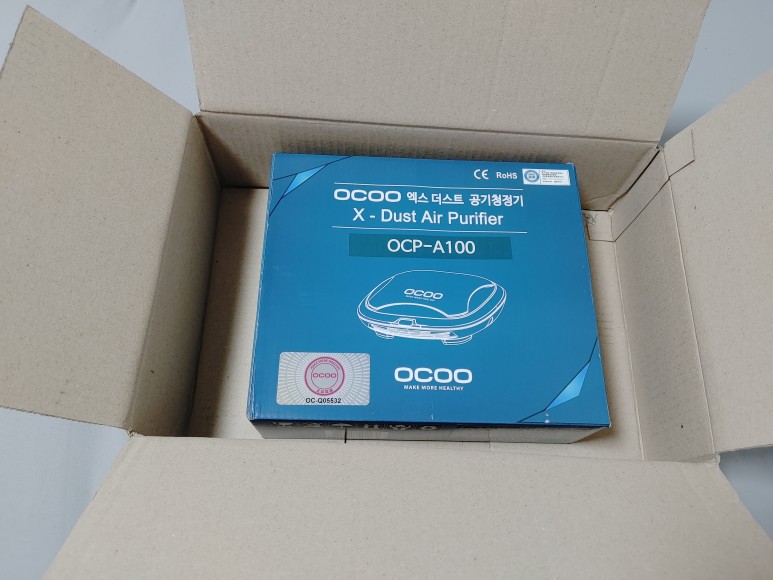 CE RoHS
OCOO 엑스 더스트 공기청정기
X - Dust Air Purifier
OCP-A100
OCOO
OCOO
MAKE MORE HEALTHY
OCOO
OC-Q05532